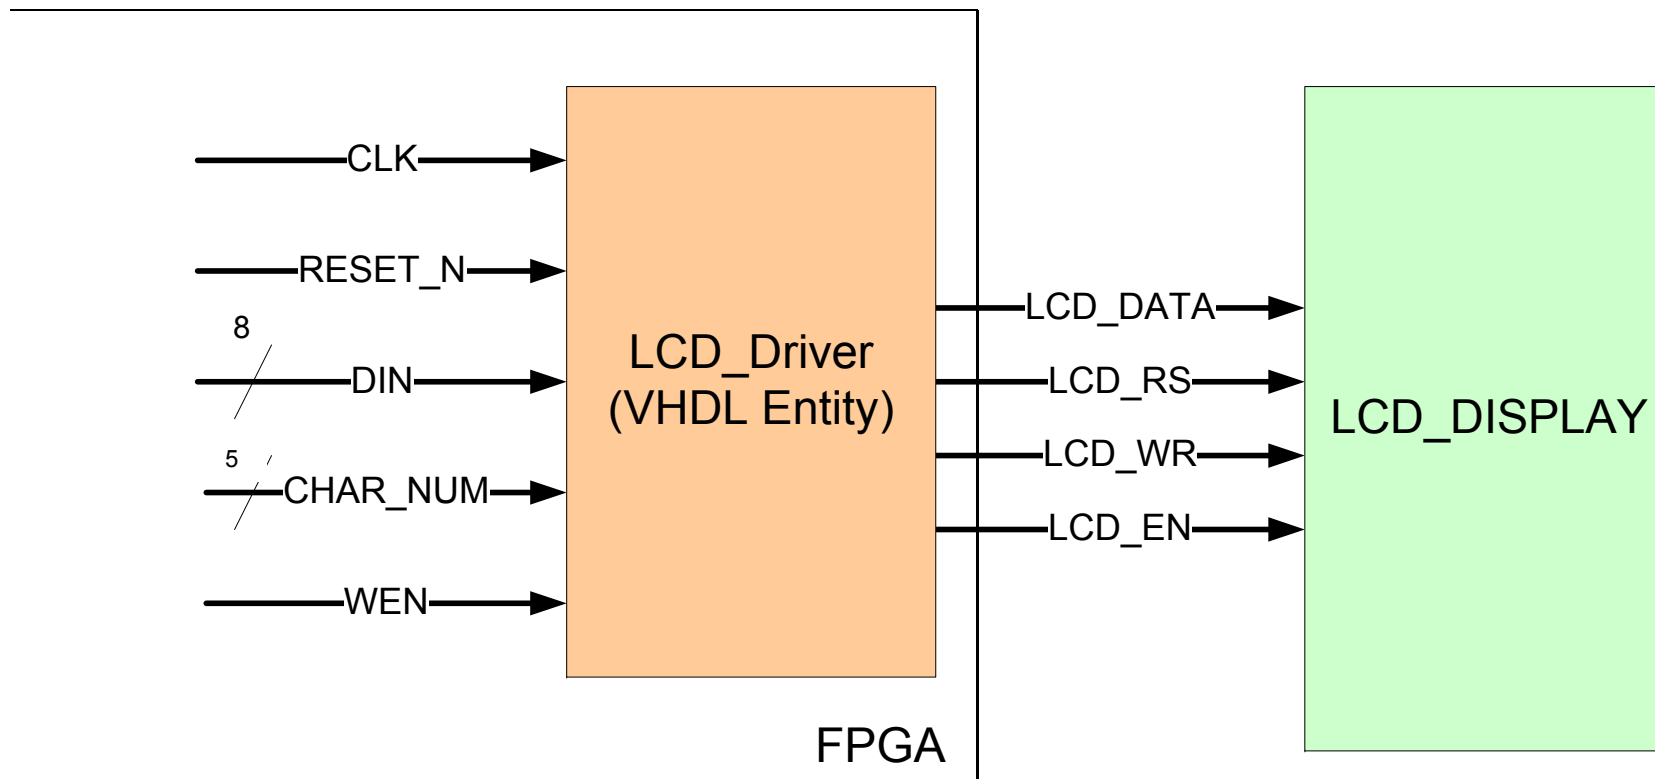 CLK
RESET_N
8
DIN
5
CHAR_NUM
WEN
LCD_Driver
(VHDL Entity)
FPGA
LCD_DATA
LCD_RS
LCD_WR
LCD_EN
LCD_DISPLAY